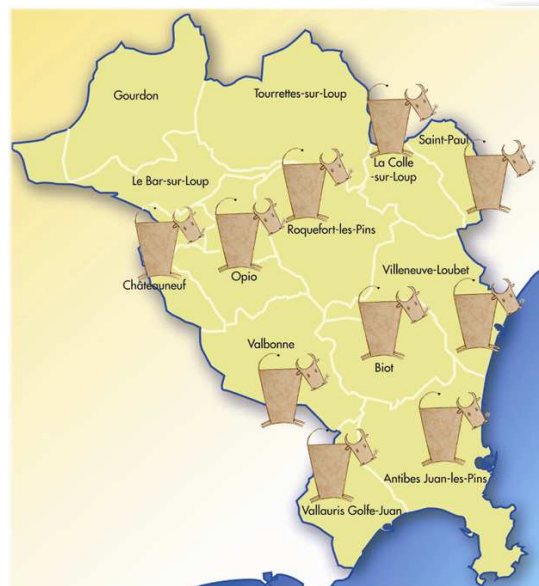 Gourdon
Tourrettes-sur-Loup
Saint-Paul
La Colle
-sur-Loup
Le Bar-sur-Loup
Roquefort-les-Pins
Châteauneuf
Opio
Villeneuve-Loubet
Valbonne
Biot
Antibes Juan-les-Pins
Vallauris Golfe-Juan